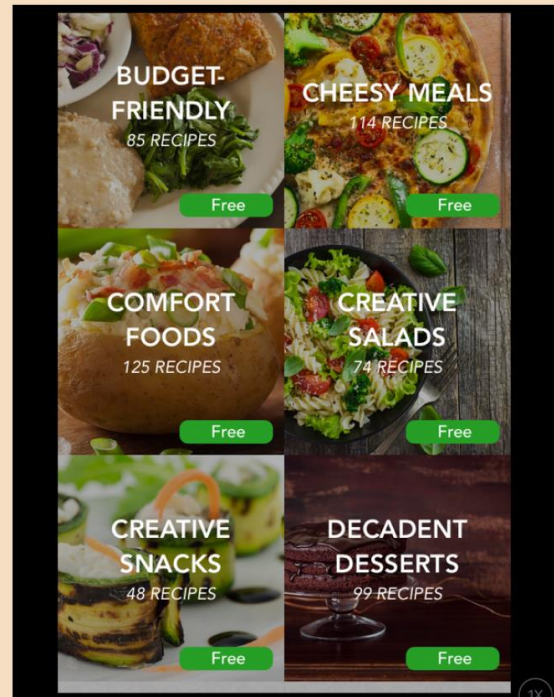 BUDGET-
FRIENDLY
85 RECIPES
Free
CHEESY MEALS
114 RECIPES
Free
COMFORT
FOODS
125 RECIPES
Free
CREATIVE
SALADS
74 RECIPES
Free
CREATIVE
SNACKS
48 RECIPES
Free
DECADENT
DESSERTS
99 RECIPES
Free